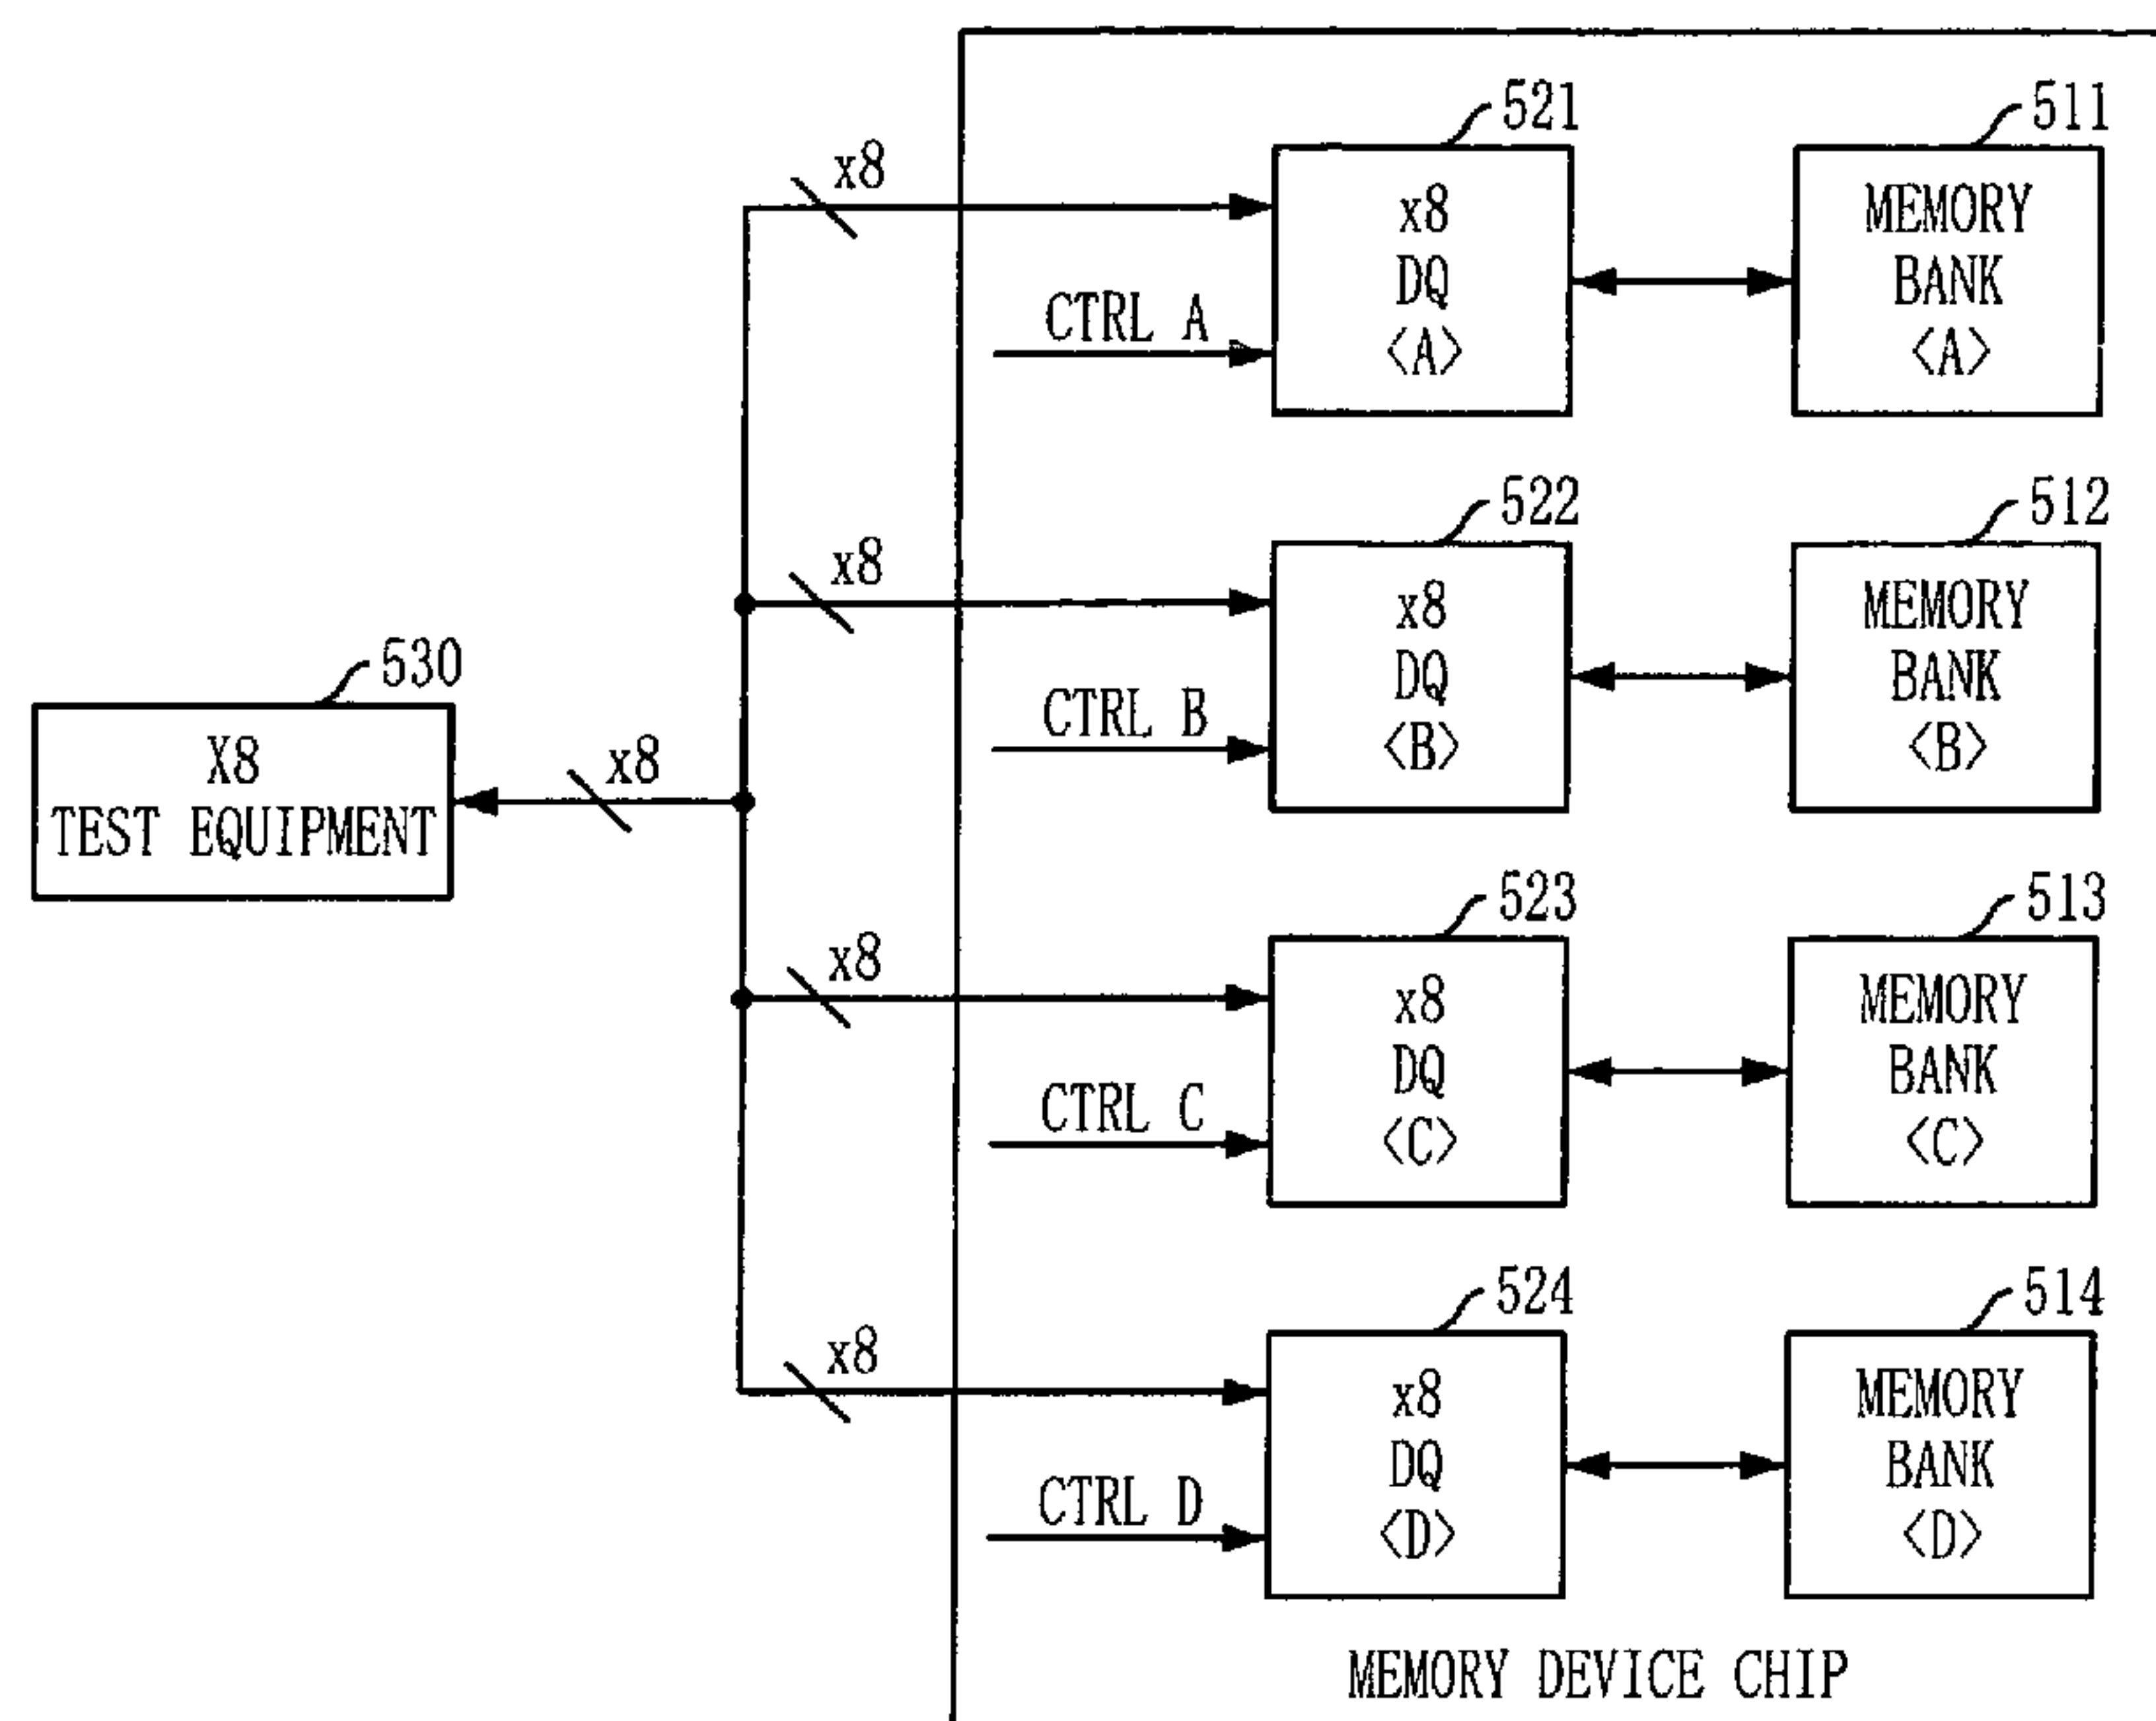 521
511
x8
x8
DQ
<A>
MEMORY
BANK
<A>
CTRL A
522
512
x8
x8
DQ
<B>
MEMORY
BANK
<B>
CTRL B
530
X8
TEST EQUIPMENT
x8
523
513
x8
x8
DQ
<C>
MEMORY
BANK
<C>
CTRL C
524
514
x8
x8
DQ
<D>
MEMORY
BANK
<D>
CTRL D
MEMORY DEVICE CHIP